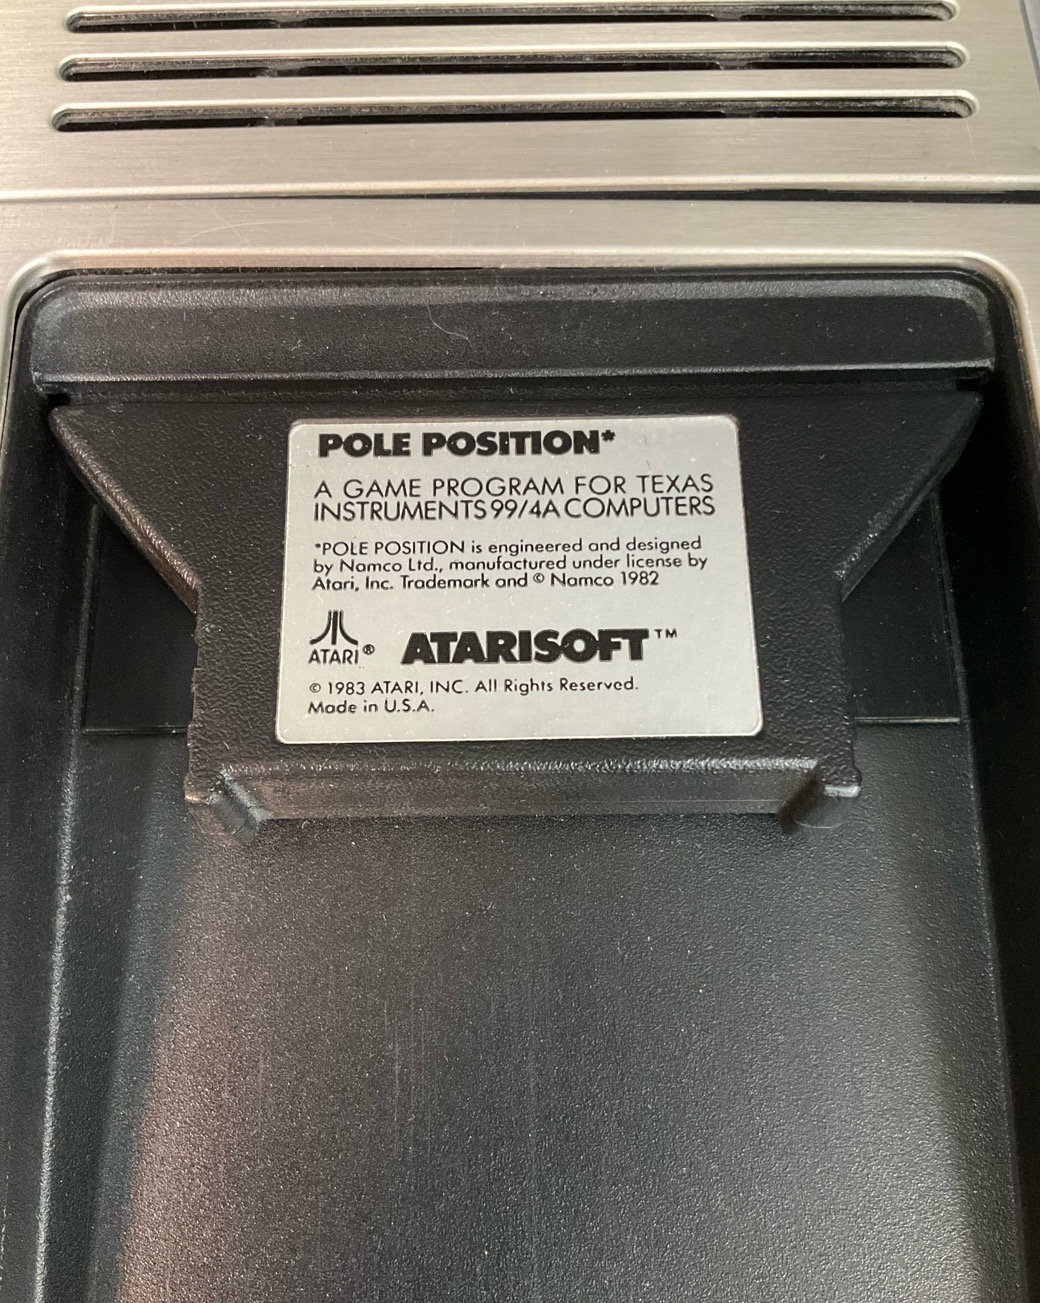 POLE POSITION*
A GAME PROGRAM FOR TEXAS
INSTRUMENTS 99/4A COMPUTERS
*POLE POSITION is engineered and designed
by Namco Ltd., manufactured under license by
Atari, Inc. Trademark and © Namco 1982
ATARI® ATARISOFT™
© 1983 ATARI, INC. All Rights Reserved.
Made in U.S.A.